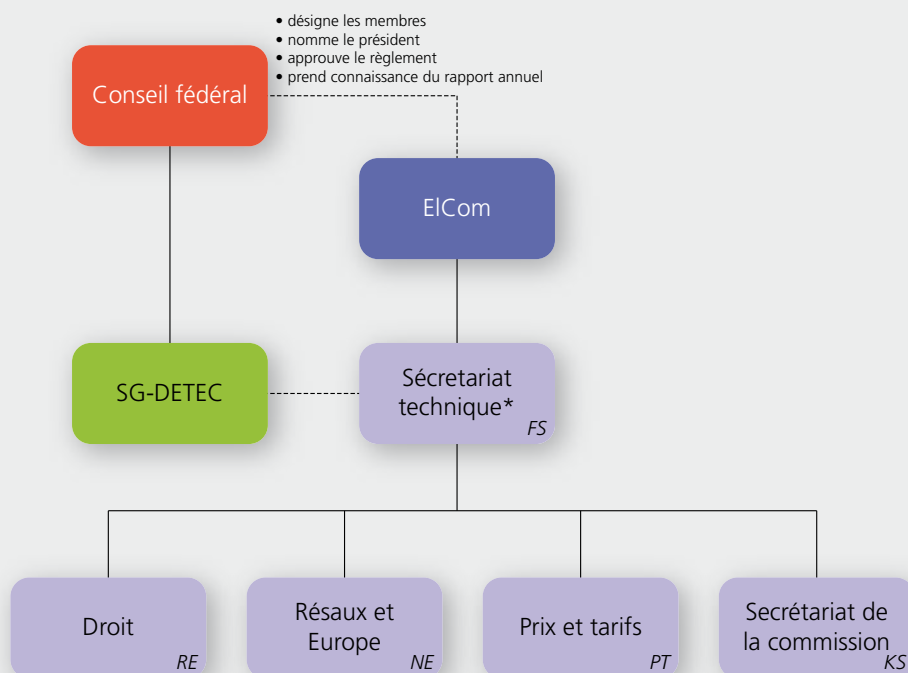 • désigne les membres
• nomme le président
• approuve le règlement
• prend connaissance du rapport annuel
Conseil fédéral
ElCom
SG-DETEC
Sécretariat
technique*
FS
Droit
RE
Résaux et
Europe
NE
Prix et tarifs
PT
Secrétariat de
la commission
KS